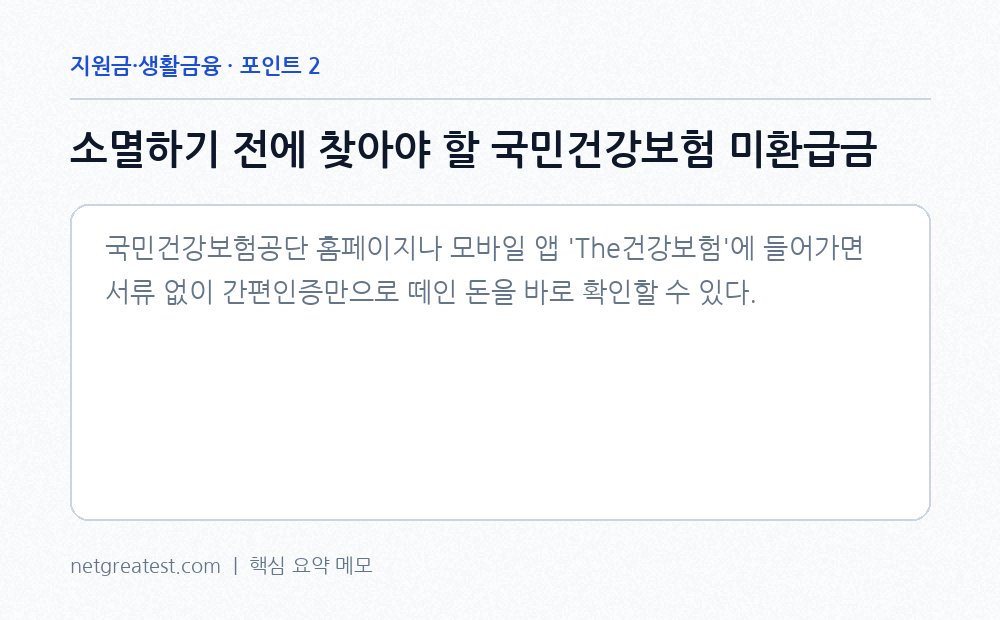 지원금·생활금융 · 포인트 2
소멸하기 전에 찾아야 할 국민건강보험 미환급금
국민건강보험공단 홈페이지나 모바일 앱 'The건강보험'에 들어가면
서류 없이 간편인증만으로 떼인 돈을 바로 확인할 수 있다.
netgreatest.com | 핵심 요약 메모